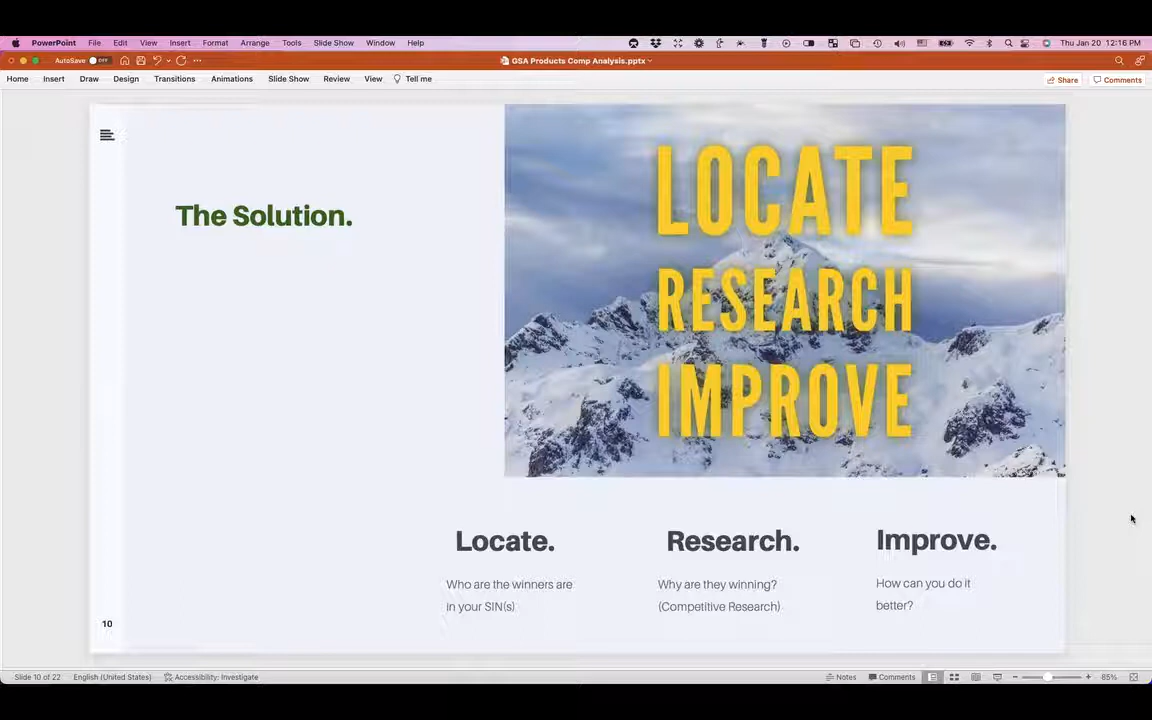 PowerPoint File Edit View Insert Format Arrange Tools Slide Show Window Help Thu Jan 20 12:16 PM
AutoSave OFF GSA Products Comp Analysis.pptx
Home Insert Draw Design Transitions Animations Slide Show Review View Tell me Share Comments
The Solution.
LOCATE
RESEARCH
IMPROVE
Locate.
Who are the winners are
in your SIN(s)
Research.
Why are they winning?
(Competitive Research)
Improve.
How can you do it
better?
10
Slide 10 of 22 English (United States) Accessibility: Investigate Notes Comments 85%